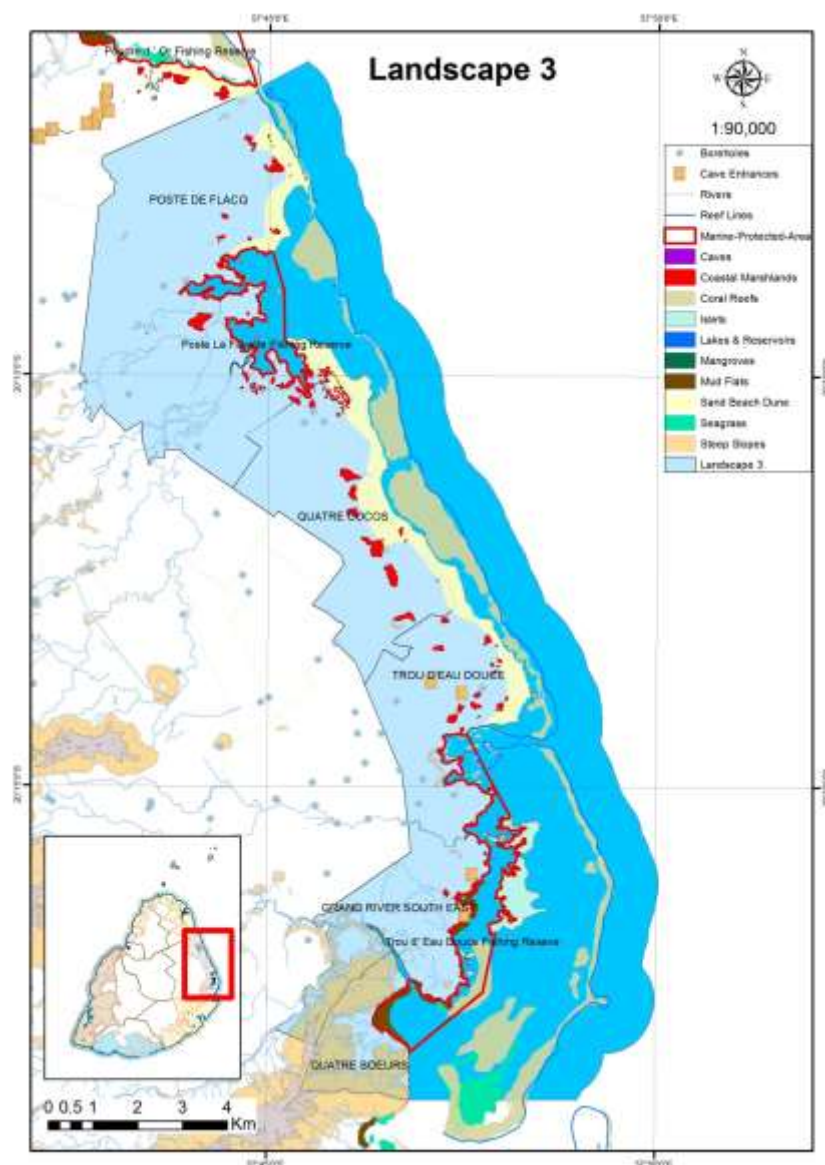 Landscape 3
N
W
E
S
1:90,000
Boreholes
Cave Entrances
Rivers
Reef Lines
Marine-Protected-Area
Caves
Coastal Marshlands
Coral Reefs
Islets
Lakes & Reservoirs
Mangroves
Mud Flats
Sand Beach Dune
Seagrass
Steep Slopes
Landscape 3
Fishing Reserve
POSTE DE FLACQ
Poste La Fayette Fishing Reserve
QUATRE COCOS
TROU D'EAU DOUCE
GRAND RIVER SOUTH EAST
Trou d' Eau Douce Fishing Reserve
QUATRE SOEURS
0 0,5 1 2 3 4
Km